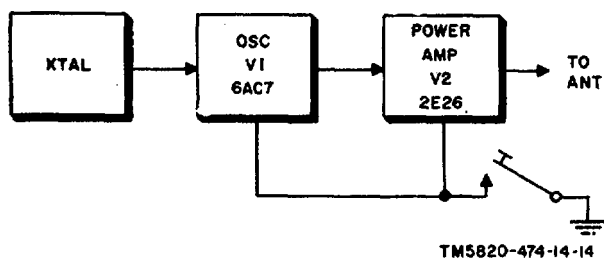 XTAL
OSC
V1
6AC7
POWER
AMP
V2
2E26
TO
ANT
TM5820-474-14-14